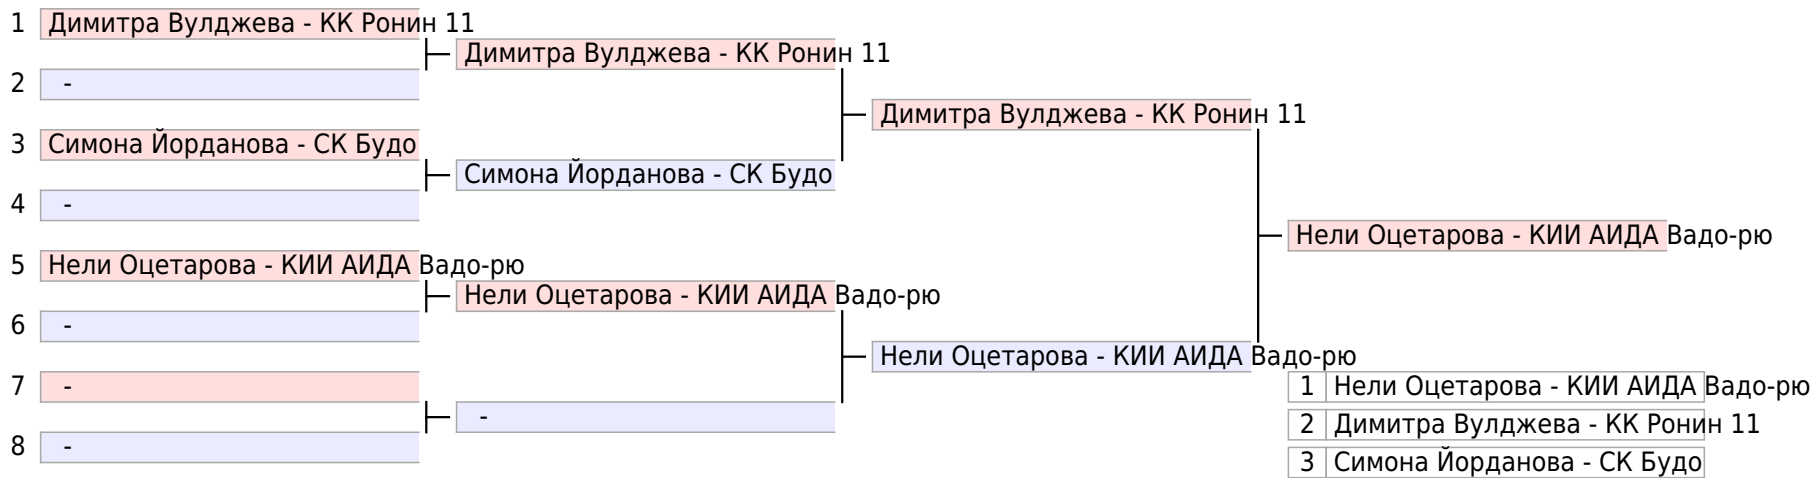 1 Димитра Вулджева - КК Ронин 11
Димитра Вулджева - КК Ронин 11
2 -
Димитра Вулджева - КК Ронин 11
3 Симона Йорданова - СК Будо
Симона Йорданова - СК Будо
4 -
Нели Оцетарова - КИИ АИДА Вадо-рю
5 Нели Оцетарова - КИИ АИДА Вадо-рю
Нели Оцетарова - КИИ АИДА Вадо-рю
6 -
Нели Оцетарова - КИИ АИДА Вадо-рю
7 -
-
8 -
1 Нели Оцетарова - КИИ АИДА Вадо-рю
2 Димитра Вулджева - КК Ронин 11
3 Симона Йорданова - СК Будо